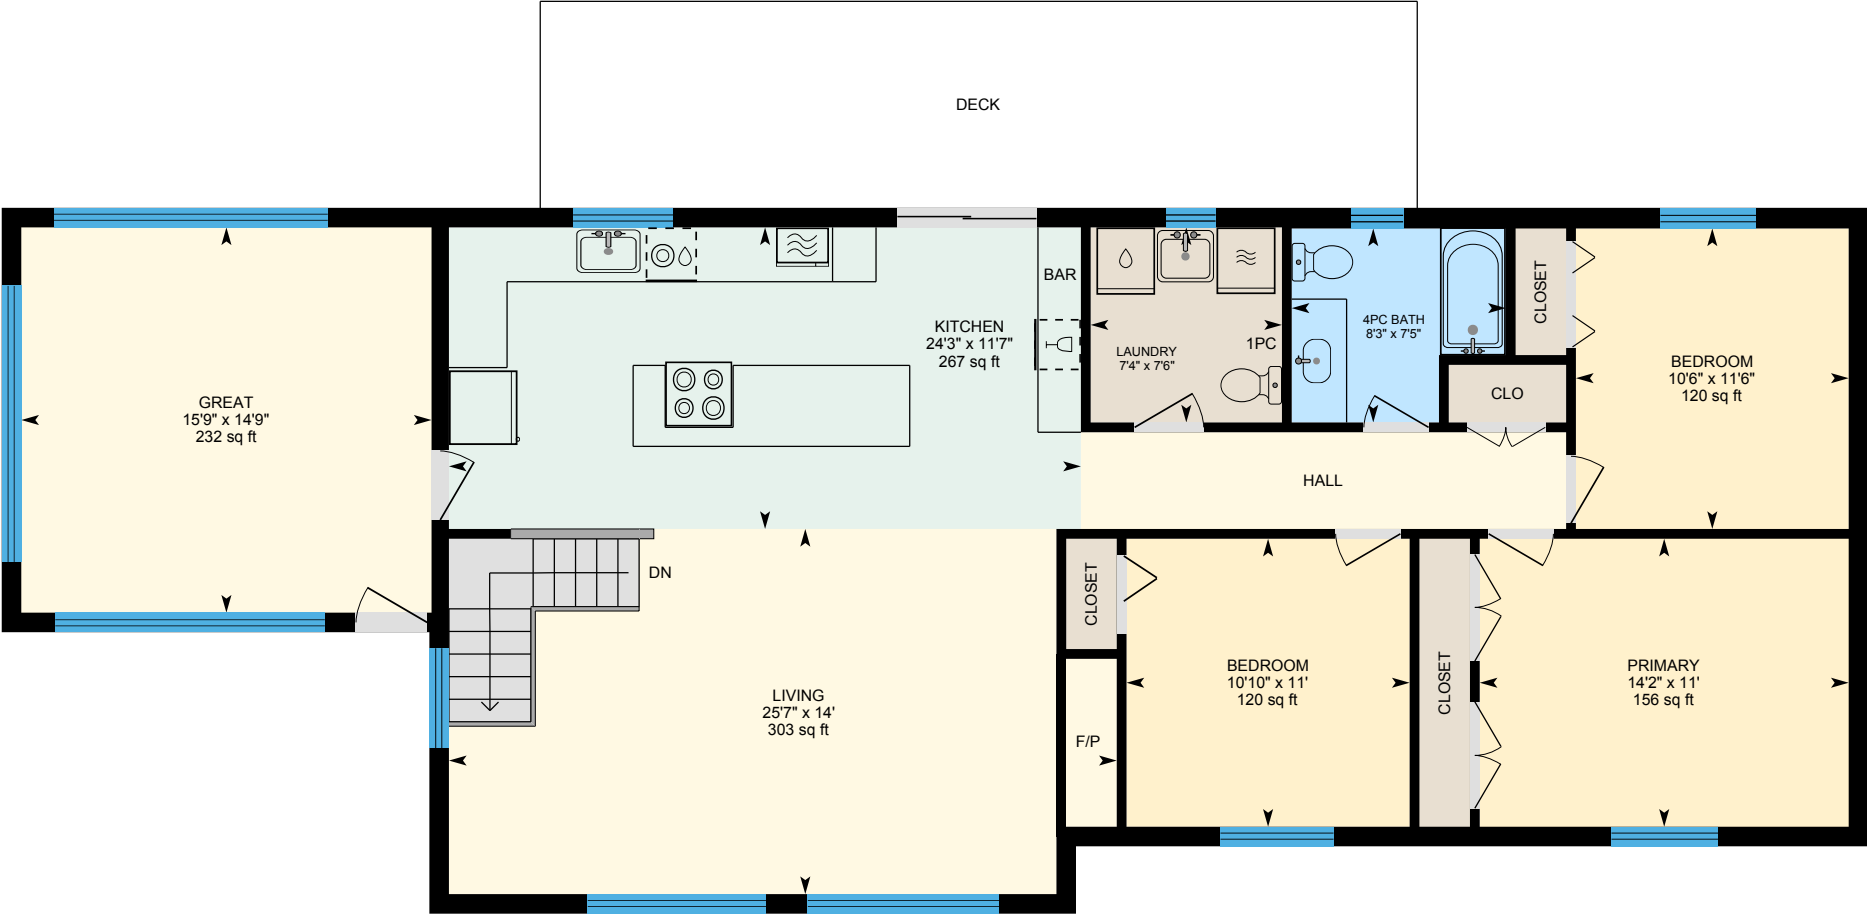 DECK
BAR
KITCHEN
24'3" x 11'7"
267 sq ft
GREAT
15'9" x 14'9"
232 sq ft
LAUNDRY
7'4" x 7'6"
1PC
4PC BATH
8'3" x 7'5"
CLOSET
CLO
BEDROOM
10'6" x 11'6"
120 sq ft
HALL
DN
LIVING
25'7" x 14'
303 sq ft
CLOSET
F/P
BEDROOM
10'10" x 11'
120 sq ft
CLOSET
PRIMARY
14'2" x 11'
156 sq ft